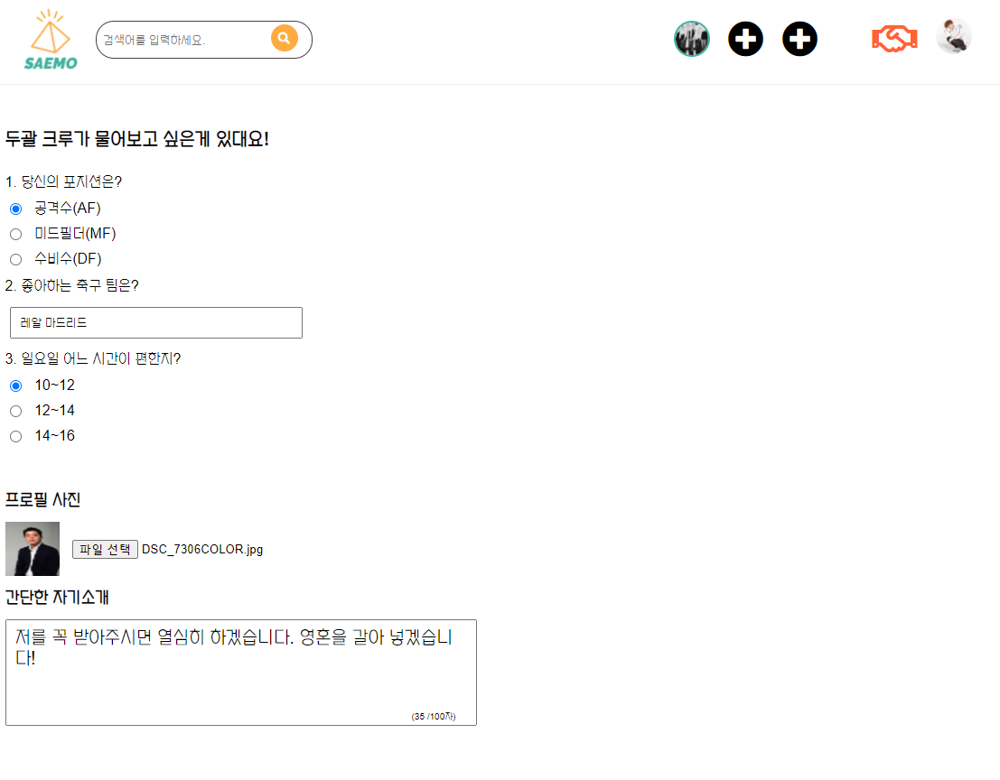 SAEMO
검색어를 입력하세요.
두괄 크루가 물어보고 싶은게 있대요!
1. 당신의 포지션은?
공격수(AF)
미드필더(MF)
수비수(DF)
2. 좋아하는 축구 팀은?
레알 마드리드
3. 일요일 어느 시간이 편한지?
10~12
12~14
14~16
프로필 사진
파일 선택 DSC_7306COLOR.jpg
간단한 자기소개
저를 꼭 받아주시면 열심히 하겠습니다. 영혼을 갈아 넣겠습니
다!
(35 /100자)